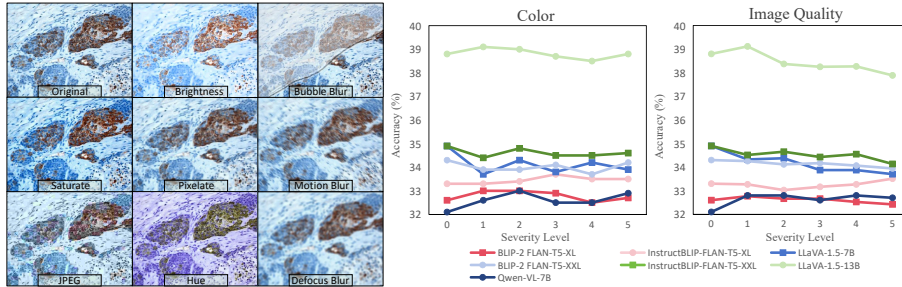 Original Brightness Bubble Blur
Saturate Pixelate Motion Blur
JPEG Hue Defocus Blur
Color
Accuracy (%)
40
39
38
37
36
35
34
33
32
0 1 2 3 4 5
Severity Level
Image Quality
Accuracy (%)
40
39
38
37
36
35
34
33
32
0 1 2 3 4 5
Severity Level
BLIP-2 FLAN-T5-XL InstructBLIP-FLAN-T5-XL LLaVA-1.5-7B
BLIP-2 FLAN-T5-XXL InstructBLIP-FLAN-T5-XXL LLaVA-1.5-13B
Qwen-VL-7B